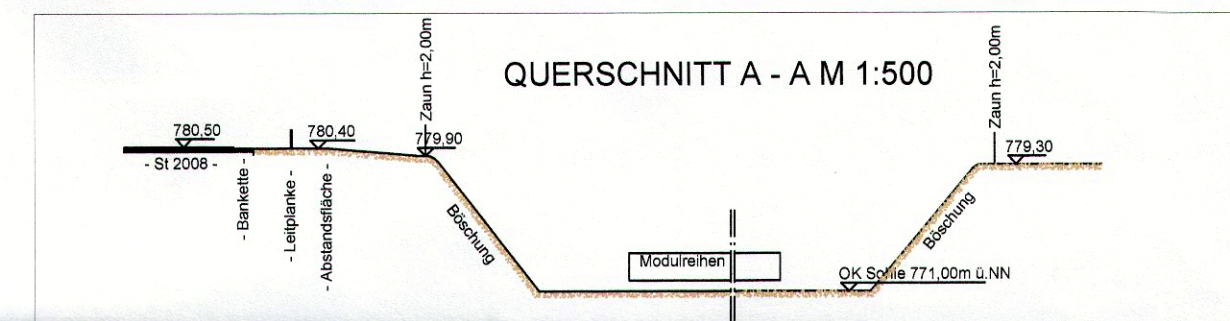 QUERSCHNITT A - A M 1:500
Zaun h=2,00m
Zaun h=2,00m
780,50
780,40
779,90
779,30
- St 2008 -
- Bankette -
- Leitplanke -
- Abstandsfläche -
Böschung
Böschung
Modulreihen
OK Sohle 771,00m ü.NN